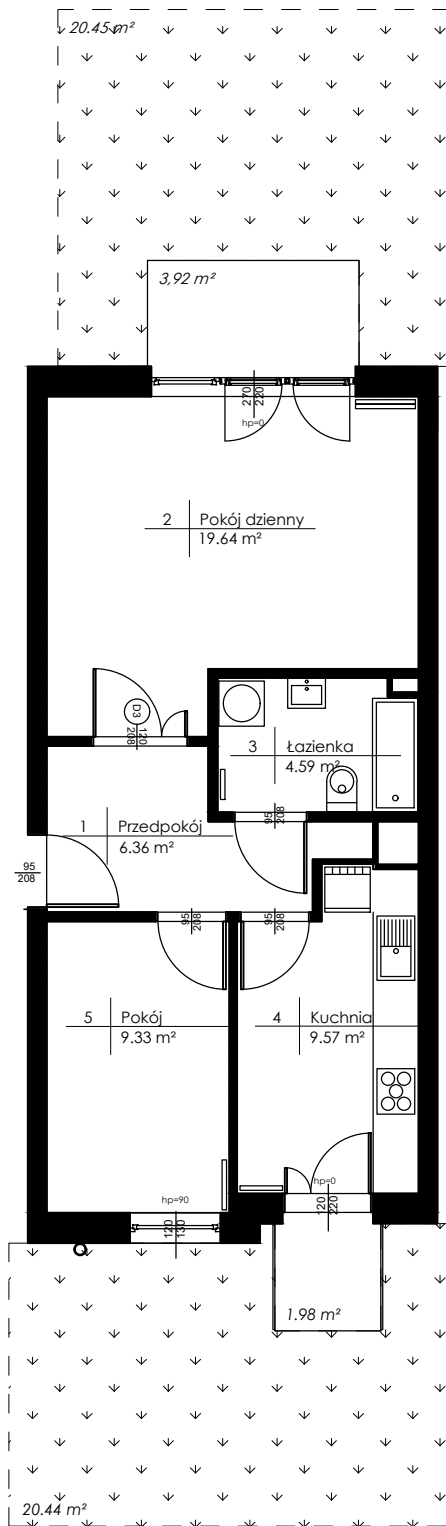 20.45 m²
3,92 m²
270
220
hp=0
2 Pokój dzienny
19.64 m²
D3
120
208
3 Łazienka
4.59 m²
95
208
1 Przedpokój
6.36 m²
95
208
95
208
95
208
5 Pokój
9.33 m²
4 Kuchnia
9.57 m²
hp=90
120
130
hp=0
120
220
1.98 m²
20.44 m²